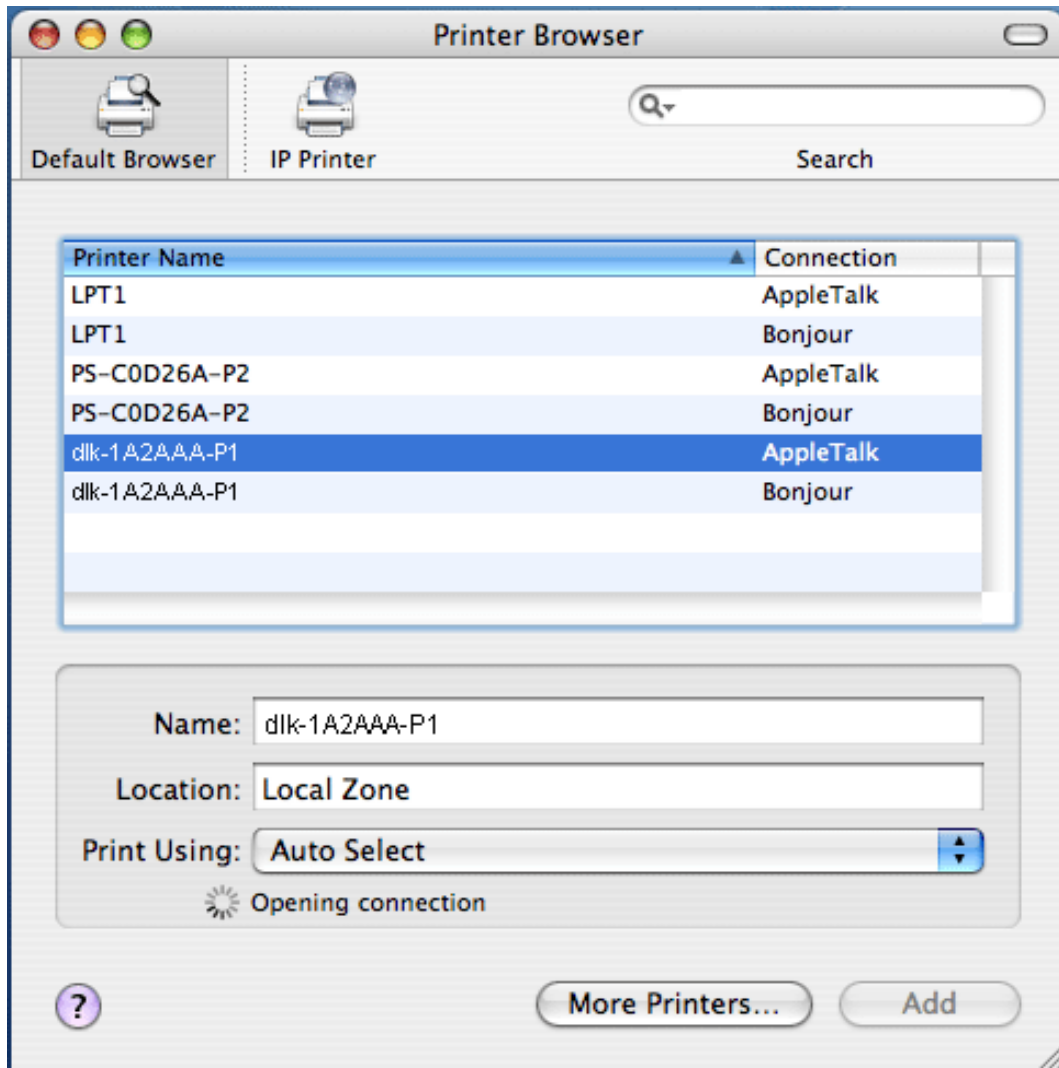 Printer Browser
Default Browser IP Printer Search
Printer Name Connection
LPT1 AppleTalk
LPT1 Bonjour
PS-C0D26A-P2 AppleTalk
PS-C0D26A-P2 Bonjour
dlk-1A2AAA-P1 AppleTalk
dlk-1A2AAA-P1 Bonjour
Name: dlk-1A2AAA-P1
Location: Local Zone
Print Using: Auto Select
Opening connection
? More Printers... Add